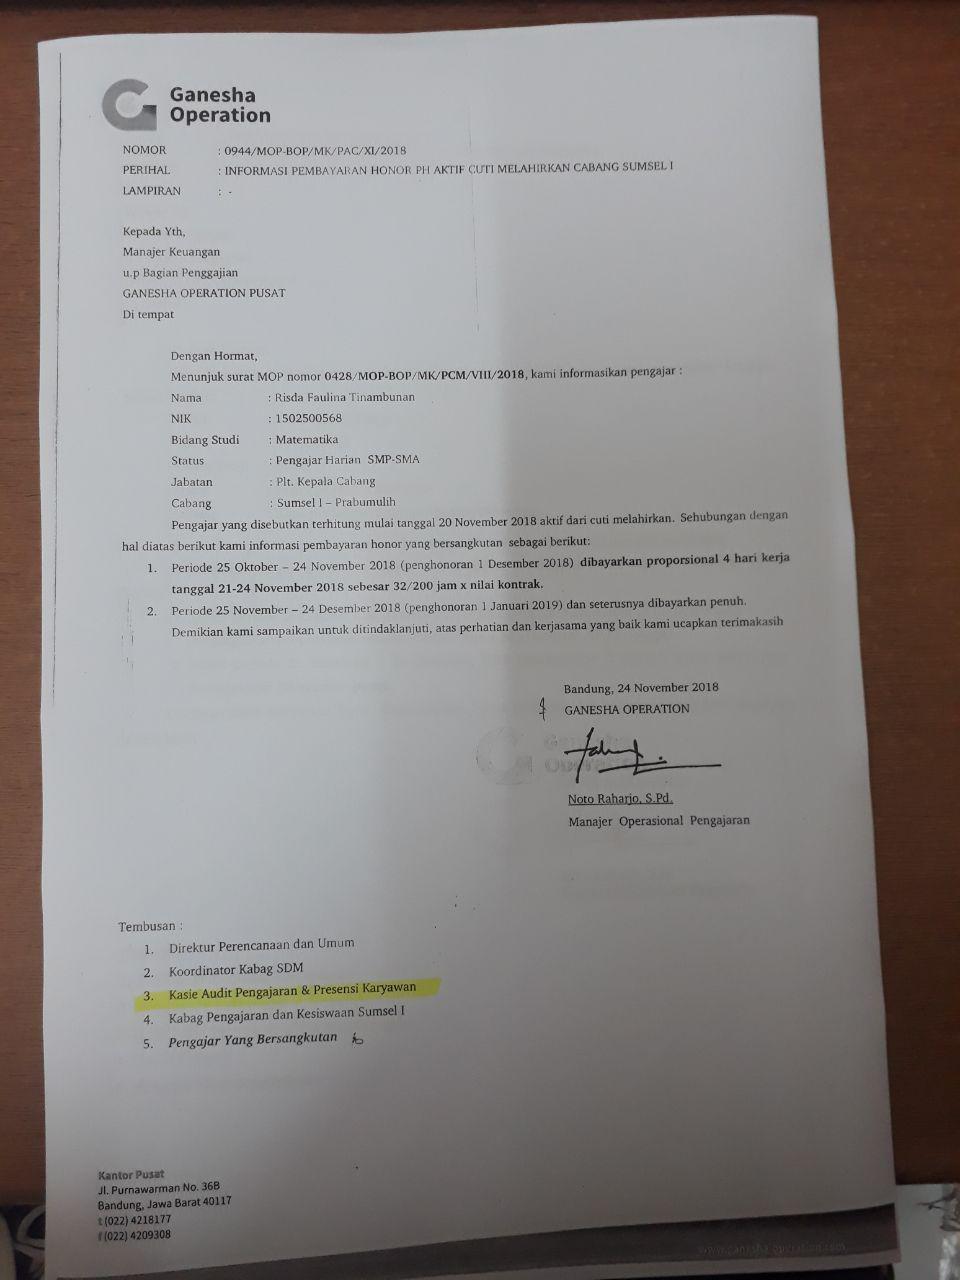 Ganesha
Operation
NOMOR : 0944/MOP-BOP/MK/PAC/XI/2018
PERIHAL : INFORMASI PEMBAYARAN HONOR PH AKTIF CUTI MELAHIRKAN CABANG SUMSEL I
LAMPIRAN : -
Kepada Yth,
Manajer Keuangan
u.p Bagian Penggajian
GANESHA OPERATION PUSAT
Di tempat
Dengan Hormat,
Menunjuk surat MOP nomor 0428/MOP-BOP/MK/PCM/VIII/2018, kami informasikan pengajar :
Nama : Risda Faulina Tinambunan
NIK : 1502500568
Bidang Studi : Matematika
Status : Pengajar Harian SMP-SMA
Jabatan : Plt. Kepala Cabang
Cabang : Sumsel I – Prabumulih
Pengajar yang disebutkan terhitung mulai tanggal 20 November 2018 aktif dari cuti melahirkan. Sehubungan dengan
hal diatas berikut kami informasi pembayaran honor yang bersangkutan sebagai berikut:
1. Periode 25 Oktober – 24 November 2018 (penghonoran 1 Desember 2018) dibayarkan proporsional 4 hari kerja
tanggal 21-24 November 2018 sebesar 32/200 jam x nilai kontrak.
2. Periode 25 November – 24 Desember 2018 (penghonoran 1 Januari 2019) dan seterusnya dibayarkan penuh.
Demikian kami sampaikan untuk ditindaklanjuti, atas perhatian dan kerjasama yang baik kami ucapkan terimakasih
Bandung, 24 November 2018
GANESHA OPERATION
Noto Raharjo, S.Pd.
Manajer Operasional Pengajaran
Tembusan :
1. Direktur Perencanaan dan Umum
2. Koordinator Kabag SDM
3. Kasie Audit Pengajaran & Presensi Karyawan
4. Kabag Pengajaran dan Kesiswaan Sumsel I
5. Pengajar Yang Bersangkutan
Kantor Pusat
Jl. Purnawarman No. 36B
Bandung, Jawa Barat 40117
t (022) 4218177
f (022) 4209308
www.ganesha-operation.com